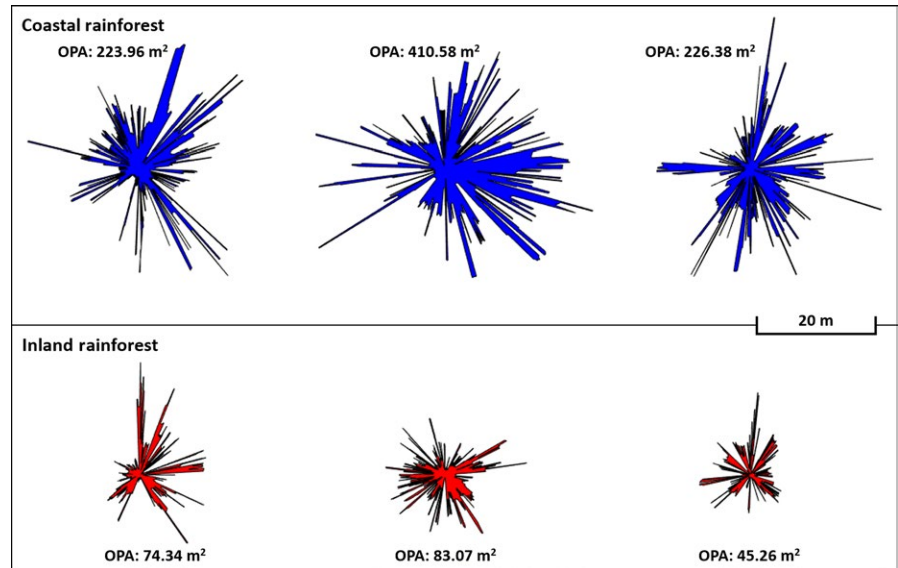 Coastal rainforest
OPA: 223.96 m²
OPA: 410.58 m²
OPA: 226.38 m²
20 m
Inland rainforest
OPA: 74.34 m²
OPA: 83.07 m²
OPA: 45.26 m²